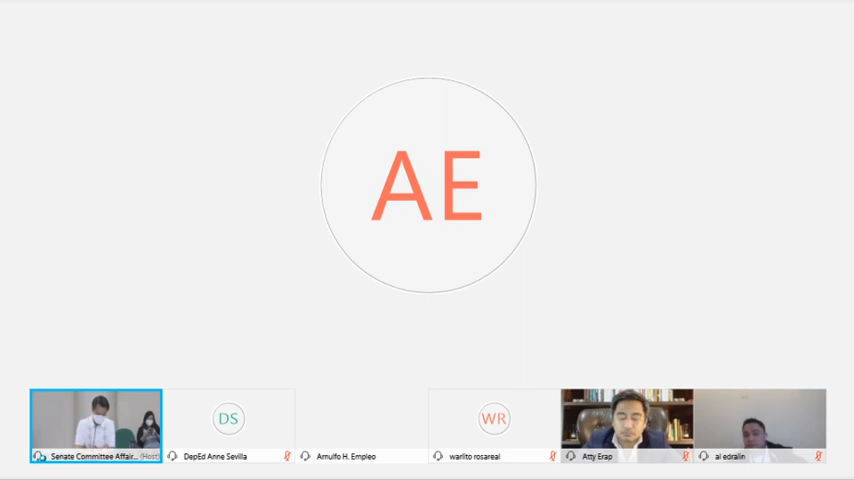 AE
DS
WR
Senate Committee Affair... (Host)
DepEd Anne Sevilla
Arnulfo H. Empleo
warlito rosareal
Atty Erap
al edralin